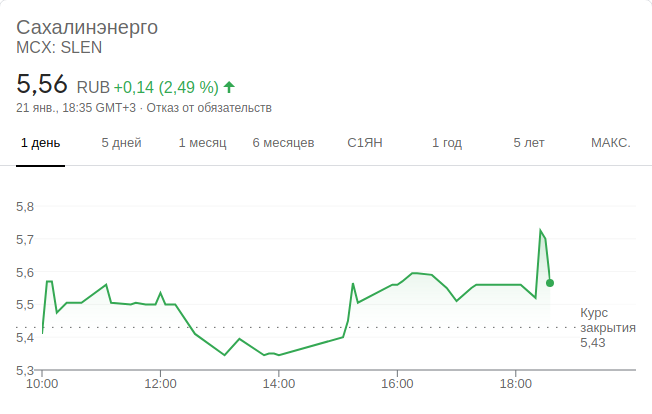 Сахалинэнерго
MCX: SLEN
5,56 RUB +0,14 (2,49 %)
21 янв., 18:35 GMT+3 · Отказ от обязательств
1 день 5 дней 1 месяц 6 месяцев С1ЯН 1 год 5 лет МАКС.
5,8
5,7
5,6
5,5
5,4
5,3
Курс
закрытия
5,43
10:00 12:00 14:00 16:00 18:00